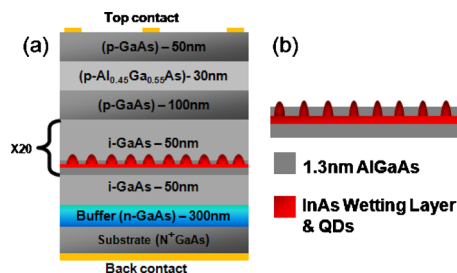 Top contact
(a)
(p-GaAs) – 50nm
(p-Al0.45Ga0.55As)- 30nm
(p-GaAs) – 100nm
X20
i-GaAs – 50nm
i-GaAs – 50nm
Buffer (n-GaAs) – 300nm
Substrate (N+GaAs)
Back contact
(b)
1.3nm AlGaAs
InAs Wetting Layer
& QDs